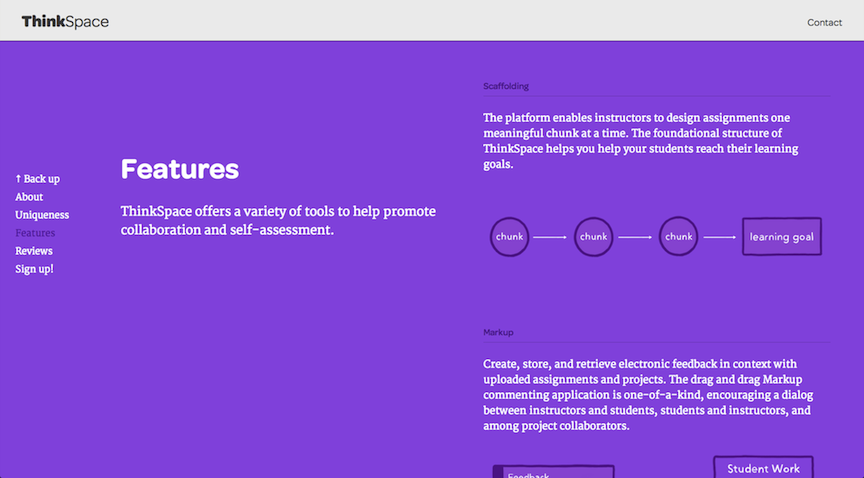 ThinkSpace
Contact
↑ Back up
About
Uniqueness
Features
Reviews
Sign up!
Features
ThinkSpace offers a variety of tools to help promote
collaboration and self-assessment.
Scaffolding
The platform enables instructors to design assignments one
meaningful chunk at a time. The foundational structure of
ThinkSpace helps you help your students reach their learning
goals.
chunk
chunk
chunk
learning goal
Markup
Create, store, and retrieve electronic feedback in context with
uploaded assignments and projects. The drag and drag Markup
commenting application is one-of-a-kind, encouraging a dialog
between instructors and students, students and instructors, and
among project collaborators.
Feedback
Student Work